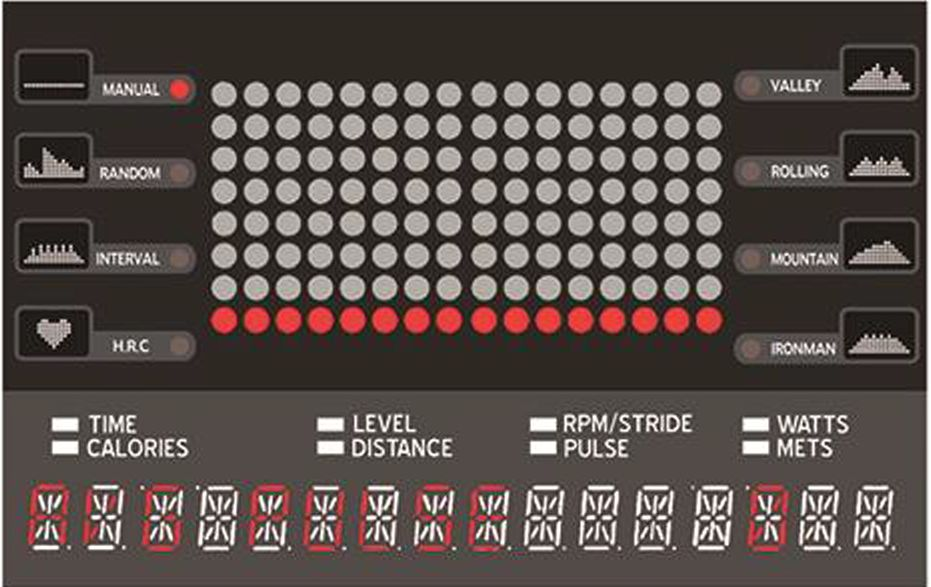 MANUAL
VALLEY
RANDOM
ROLLING
INTERVAL
MOUNTAIN
H.R.C
IRONMAN
TIME
LEVEL
RPM/STRIDE
WATTS
CALORIES
DISTANCE
PULSE
METS